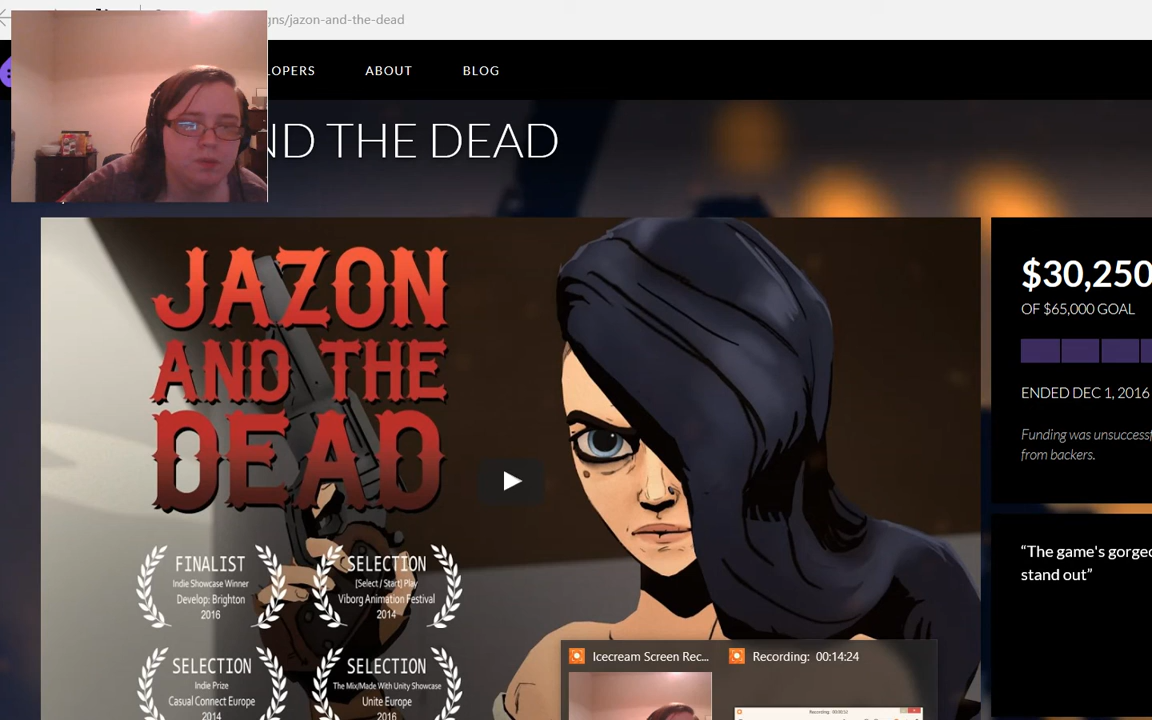 gns/jazon-and-the-dead
LOPERS ABOUT BLOG
ND THE DEAD
JAZON
AND THE
DEAD
$30,250
OF $65,000 GOAL
ENDED DEC 1, 2016
Funding was unsuccessf
from backers.
FINALIST
Indie Showcase Winner
Develop: Brighton
2016
SELECTION
[Select / Start] Play
Viborg Animation Festival
2014
SELECTION
Indie Prize
Casual Connect Europe
2014
SELECTION
The Mix/Made With Unity Showcase
Unite Europe
2016
“The game's gorgeo
stand out”
Icecream Screen Rec...
Recording: 00:14:24